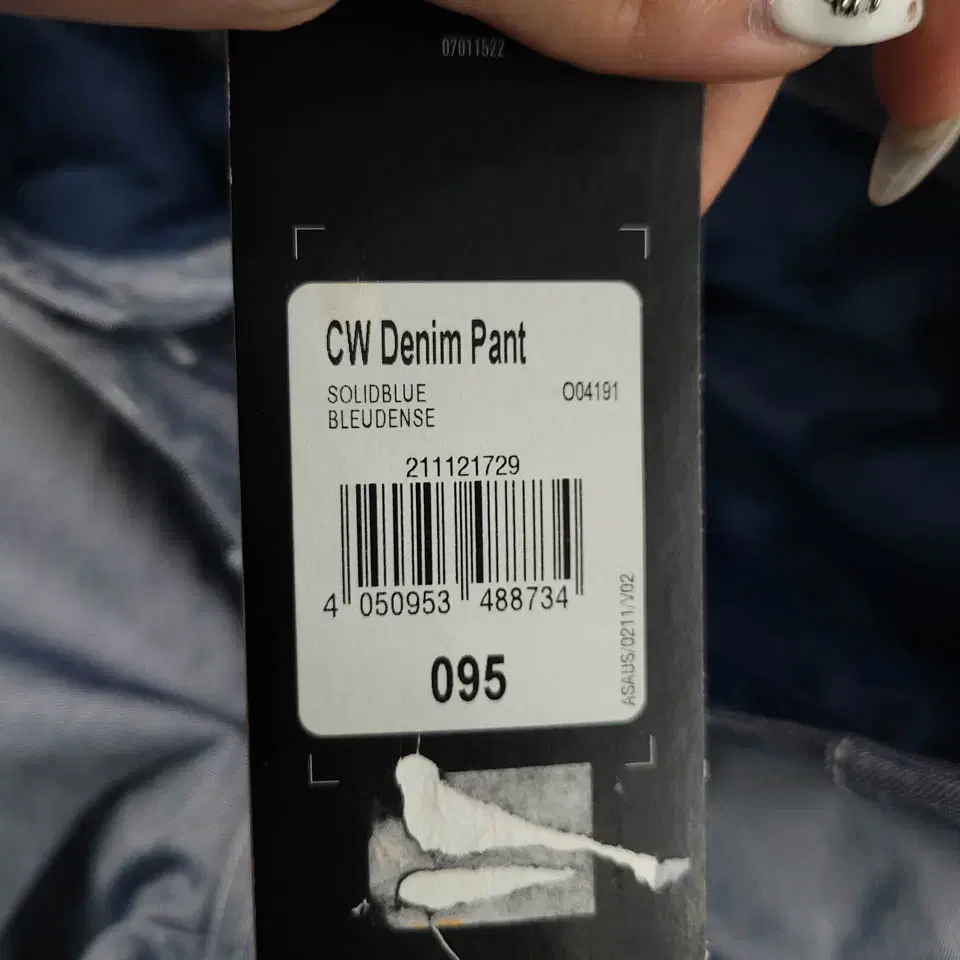 07011522
CW Denim Pant
SOLIDBLUE O04191
BLEUDENSE
211121729
4 050953 488734
095
ASAUS/0211/V02